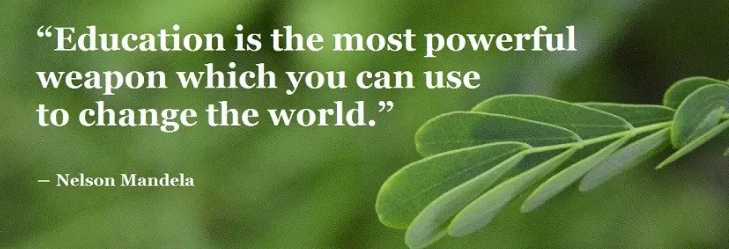 “Education is the most powerful
weapon which you can use
to change the world.”
— Nelson Mandela